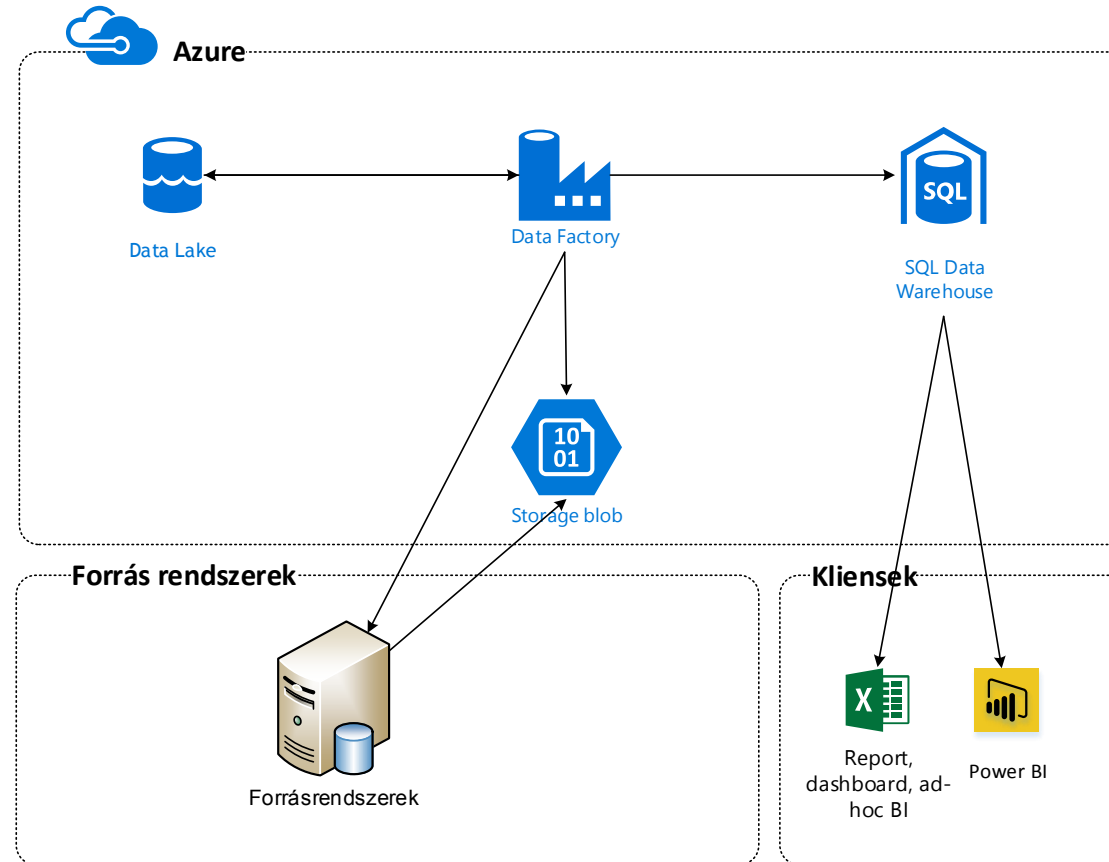 Azure
SQL
Data Lake
Data Factory
SQL Data
Warehouse
10
01
Storage blob
Forrás rendszerek
Kliensek
X
Report,
dashboard, ad-
hoc BI
Power BI
Forrásrendszerek